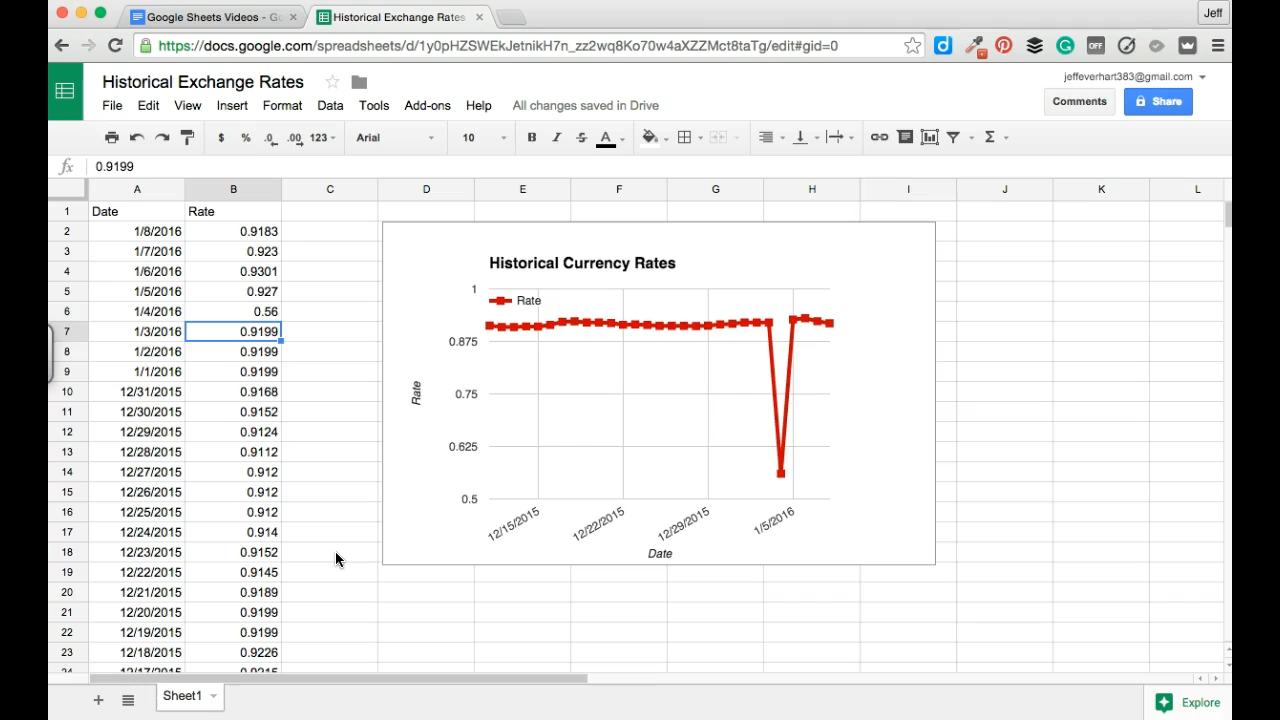 Google Sheets Videos - Go
Historical Exchange Rates
Jeff
https://docs.google.com/spreadsheets/d/1y0pHZSWEkJetnikH7n_zz2wq8Ko70w4aXZZMct8taTg/edit#gid=0
OFF
Historical Exchange Rates
jeffeverhart383@gmail.com
File Edit View Insert Format Data Tools Add-ons Help All changes saved in Drive
Comments
Share
$ % .0 .00 123 Arial 10 B I S A
fx 0.9199
A B C D E F G H I J K L
1 Date Rate
2 1/8/2016 0.9183
3 1/7/2016 0.923
4 1/6/2016 0.9301
5 1/5/2016 0.927
6 1/4/2016 0.56
7 1/3/2016 0.9199
8 1/2/2016 0.9199
9 1/1/2016 0.9199
10 12/31/2015 0.9168
11 12/30/2015 0.9152
12 12/29/2015 0.9124
13 12/28/2015 0.9112
14 12/27/2015 0.912
15 12/26/2015 0.912
16 12/25/2015 0.912
17 12/24/2015 0.914
18 12/23/2015 0.9152
19 12/22/2015 0.9145
20 12/21/2015 0.9189
21 12/20/2015 0.9199
22 12/19/2015 0.9199
23 12/18/2015 0.9226
24 12/17/2015 0.9215
Historical Currency Rates
Rate
1
0.875
0.75
0.625
0.5
Rate
12/15/2015 12/22/2015 12/29/2015 1/5/2016
Date
Sheet1
Explore